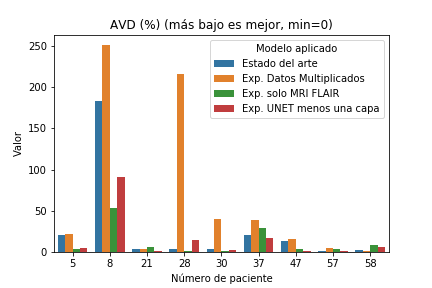 AVD (%) (más bajo es mejor, min=0)
Modelo aplicado
Estado del arte
Exp. Datos Multiplicados
Exp. solo MRI FLAIR
Exp. UNET menos una capa
Valor
250
200
150
100
50
0
5 8 21 28 30 37 47 57 58
Número de paciente